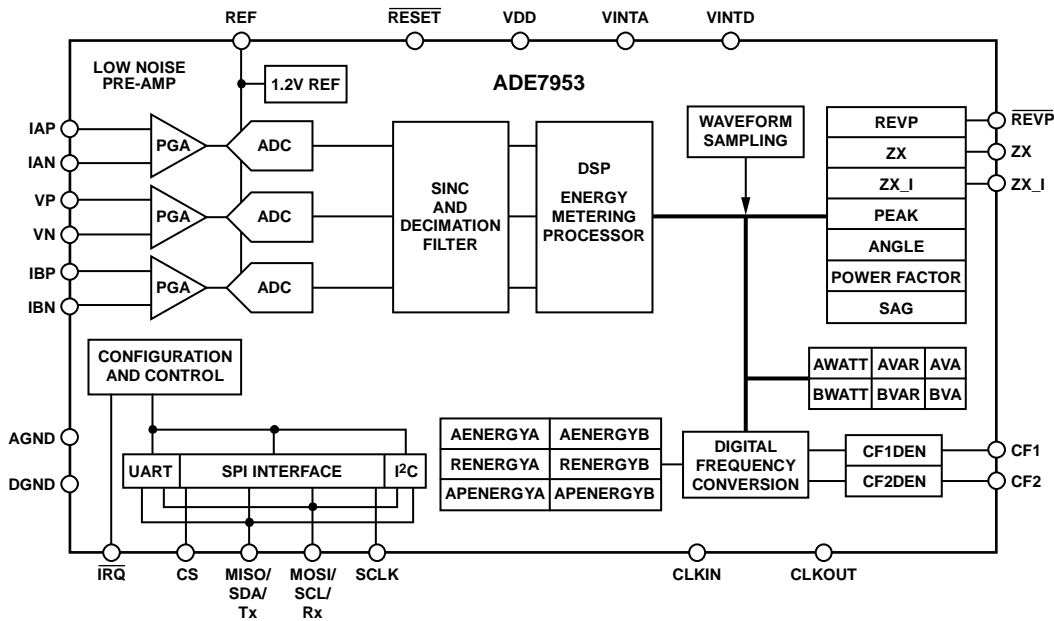 REF
RESET
VDD
VINTA
VINTD
LOW NOISE
PRE-AMP
1.2V REF
ADE7953
IAP
IAN
VP
VN
IBP
IBN
PGA
ADC
PGA
ADC
PGA
ADC
SINC
AND
DECIMATION
FILTER
DSP
ENERGY
METERING
PROCESSOR
WAVEFORM
SAMPLING
REVP
ZX
ZX_I
PEAK
ANGLE
POWER FACTOR
SAG
REVP
ZX
ZX_I
CONFIGURATION
AND CONTROL
AWATT AVAR AVA
BWATT BVAR BVA
AGND
DGND
UART SPI INTERFACE I²C
AENERGYA AENERGYB
RENERGYA RENERGYB
APENERGYA APENERGYB
DIGITAL
FREQUENCY
CONVERSION
CF1DEN
CF2DEN
CF1
CF2
IRQ
CS
MISO/
SDA/
Tx
MOSI/
SCL/
Rx
SCLK
CLKIN
CLKOUT